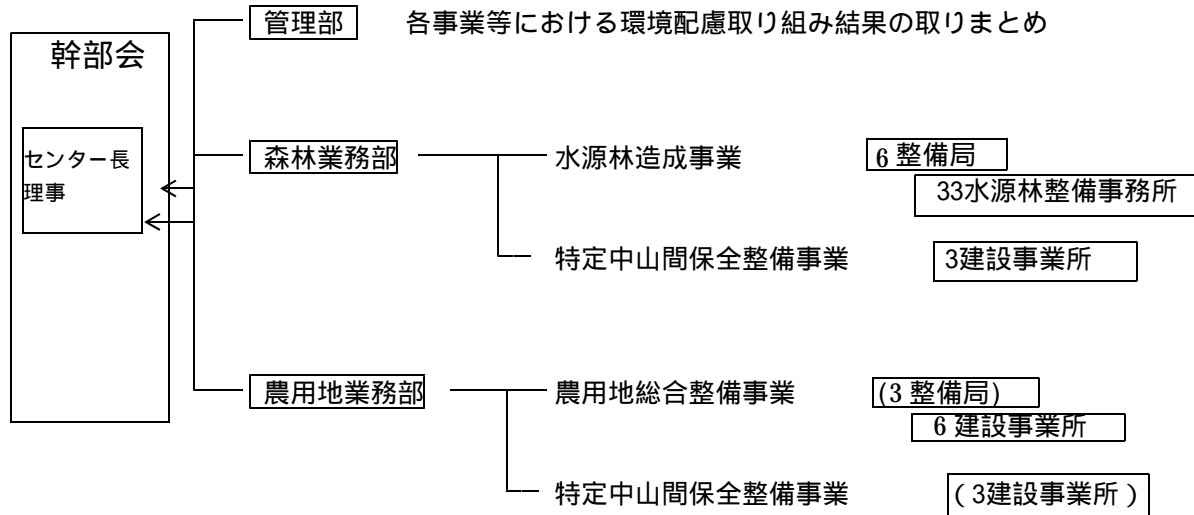 管理部 各事業等における環境配慮取り組み結果の取りまとめ
幹部会
センター長
理事
森林業務部 水源林造成事業 6 整備局
33水源林整備事務所
特定中山間保全整備事業 3建設事業所
農用地業務部 農用地総合整備事業 (3 整備局)
6 建設事業所
特定中山間保全整備事業 (3建設事業所)